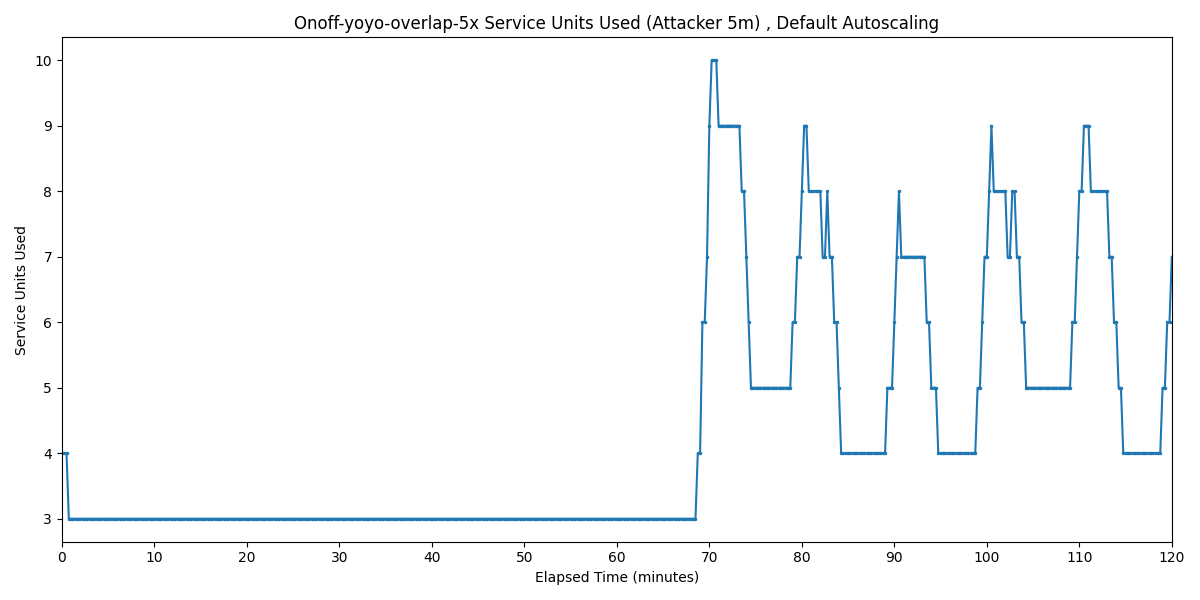 Onoff-yoyo-overlap-5x Service Units Used (Attacker 5m) , Default Autoscaling
Service Units Used
10
9
8
7
6
5
4
3
0 10 20 30 40 50 60 70 80 90 100 110 120
Elapsed Time (minutes)